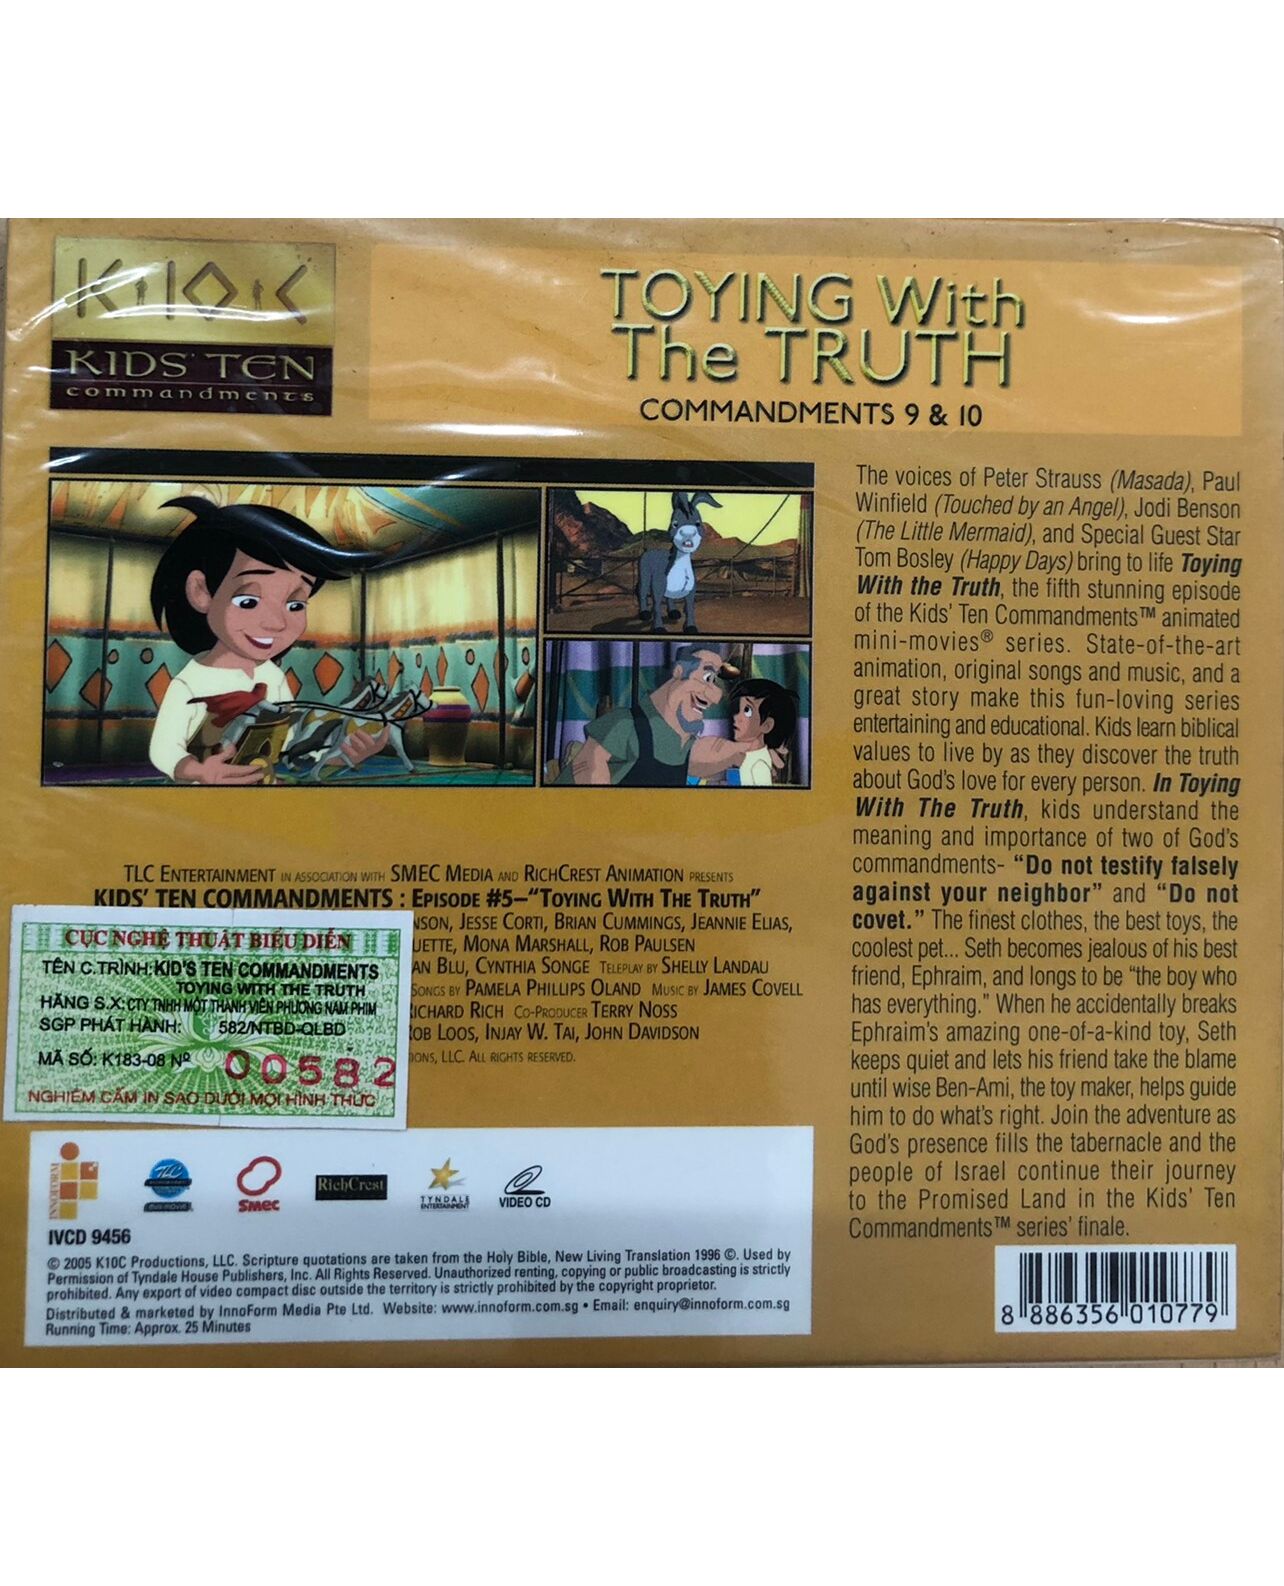 K10C
KIDS' TEN
commandments
TOYING With
The TRUTH
COMMANDMENTS 9 & 10
The voices of Peter Strauss (Masada), Paul
Winfield (Touched by an Angel), Jodi Benson
(The Little Mermaid), and Special Guest Star
Tom Bosley (Happy Days) bring to life Toying
With the Truth, the fifth stunning episode
of the Kids' Ten Commandments™ animated
mini-movies® series. State-of-the-art
animation, original songs and music, and a
great story make this fun-loving series
entertaining and educational. Kids learn biblical
values to live by as they discover the truth
about God's love for every person. In Toying
With The Truth, kids understand the
meaning and importance of two of God's
commandments- “Do not testify falsely
against your neighbor” and “Do not
covet.” The finest clothes, the best toys, the
coolest pet... Seth becomes jealous of his best
friend, Ephraim, and longs to be “the boy who
has everything.” When he accidentally breaks
Ephraim's amazing one-of-a-kind toy, Seth
keeps quiet and lets his friend take the blame
until wise Ben-Ami, the toy maker, helps guide
him to do what's right. Join the adventure as
God's presence fills the tabernacle and the
people of Israel continue their journey
to the Promised Land in the Kids' Ten
Commandments™ series' finale.
TLC ENTERTAINMENT IN ASSOCIATION WITH SMEC MEDIA AND RICHCREST ANIMATION PRESENTS
KIDS' TEN COMMANDMENTS : EPISODE #5–“TOYING WITH THE TRUTH”
NSON, JESSE CORTI, BRIAN CUMMINGS, JEANNIE ELIAS,
UETTE, MONA MARSHALL, ROB PAULSEN
AN BLU, CYNTHIA SONGE TELEPLAY BY SHELLY LANDAU
SONGS BY PAMELA PHILLIPS OLAND MUSIC BY JAMES COVELL
RICHARD RICH CO-PRODUCER TERRY NOSS
ROB LOOS, INJAY W. TAI, JOHN DAVIDSON
IONS, LLC. ALL RIGHTS RESERVED.
CỤC NGHỆ THUẬT BIỂU DIỄN
TÊN C.TRÌNH: KID'S TEN COMMANDMENTS
TOYING WITH THE TRUTH
HÃNG S.X: CTY TNHH MỘT THÀNH VIÊN PHƯƠNG NAM PHIM
SGP PHÁT HÀNH: 582/NTBD-QLBD
MÃ SỐ: K183-08 Nº 00582
NGHIÊM CẤM IN SAO DƯỚI MỌI HÌNH THỨC
INNOFORM
TLC
SMEC
RichCrest
TYNDALE
ENTERTAINMENT
VIDEO CD
IVCD 9456
© 2005 K10C Productions, LLC. Scripture quotations are taken from the Holy Bible, New Living Translation 1996 ©. Used by
Permission of Tyndale House Publishers, Inc. All Rights Reserved. Unauthorized renting, copying or public broadcasting is strictly
prohibited. Any export of video compact disc outside the territory is strictly prohibited by the copyright proprietor.
Distributed & marketed by InnoForm Media Pte Ltd. Website: www.innoform.com.sg • Email: enquiry@innoform.com.sg
Running Time: Approx. 25 Minutes
8 886356 010779